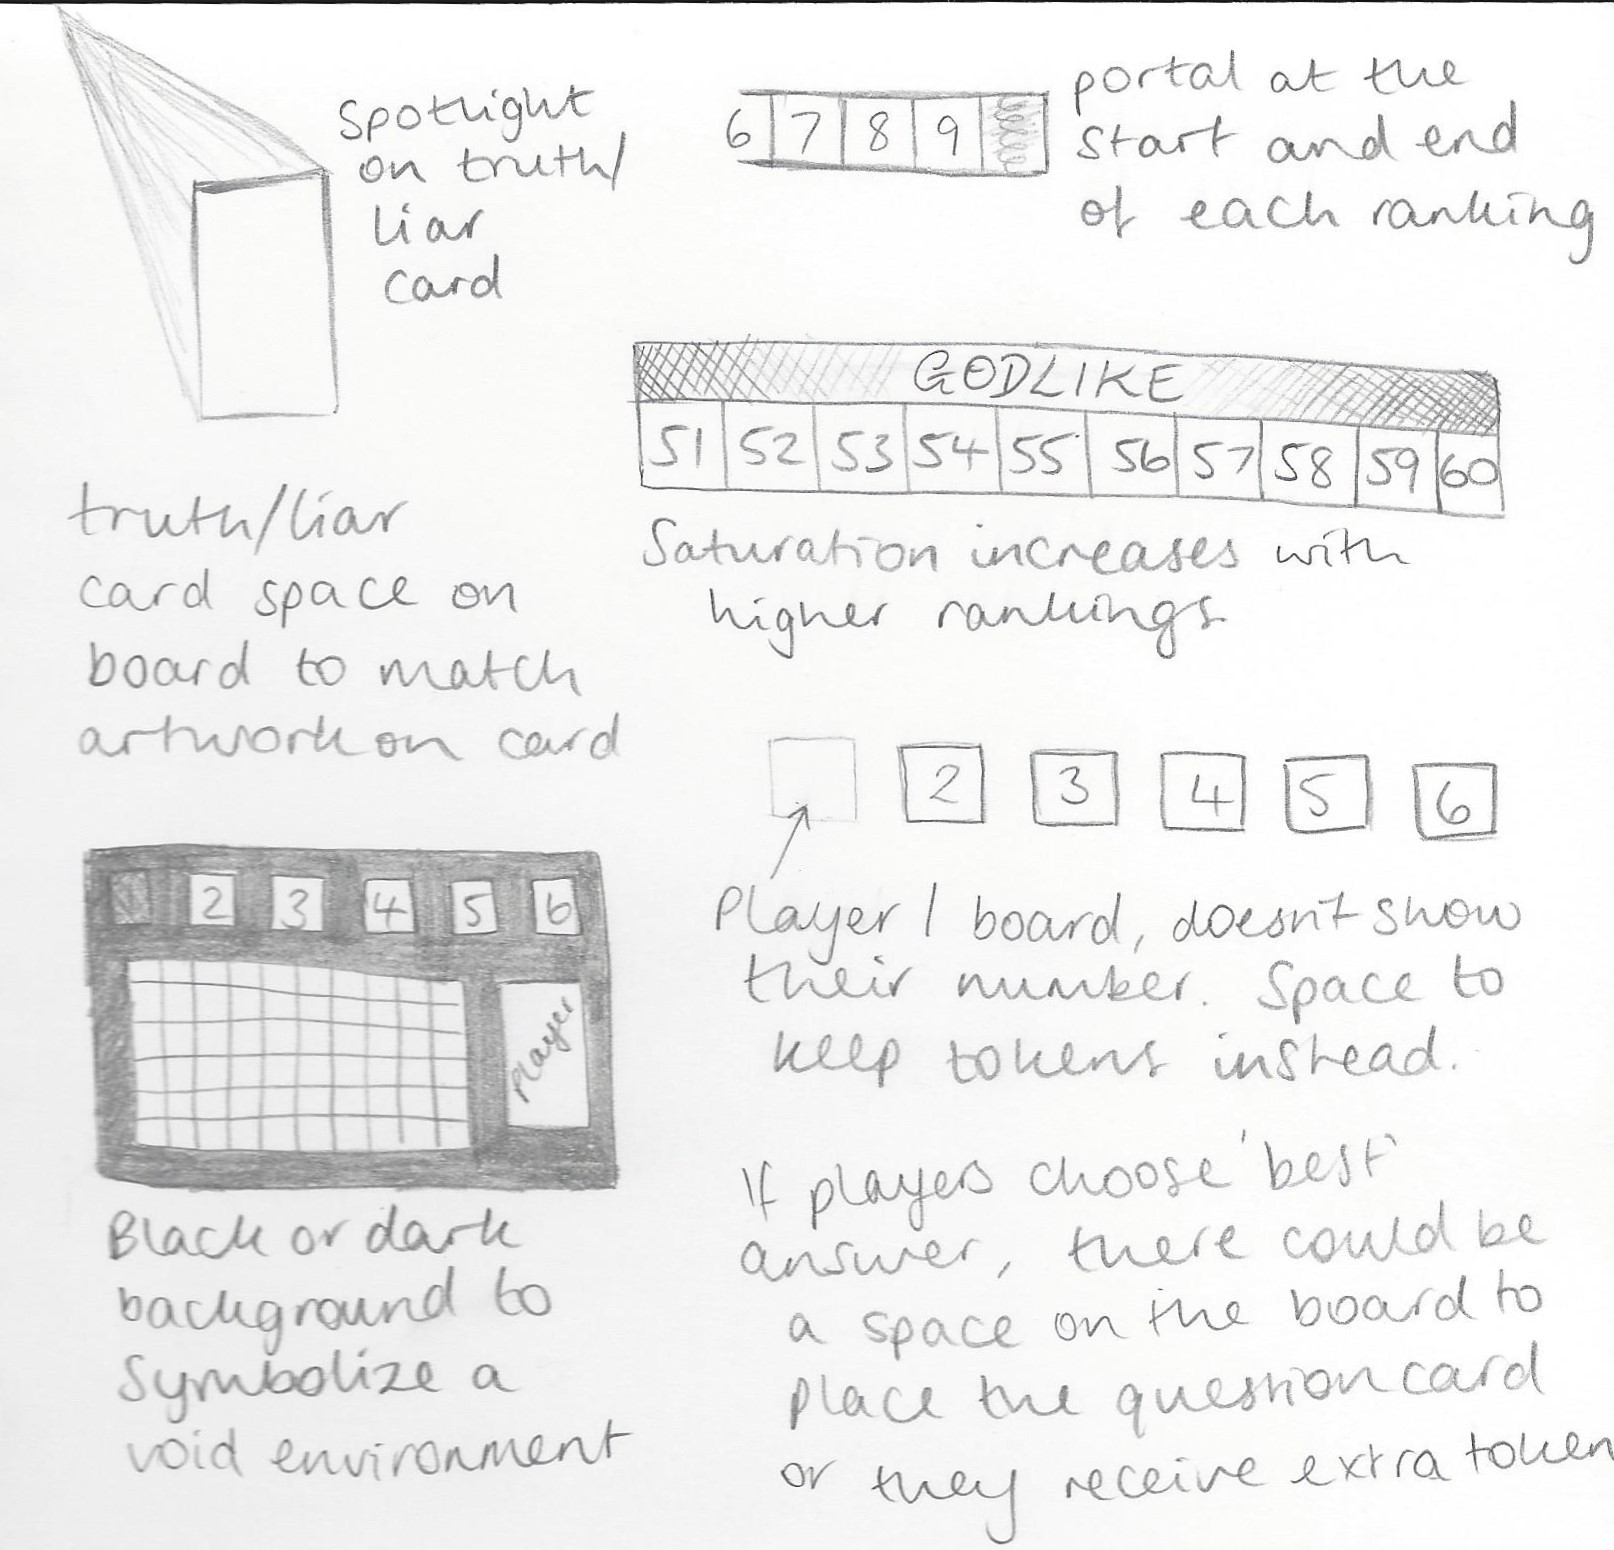 Spotlight
on truth/
liar
card
6 7 8 9
portal at the
start and end
of each ranking
GODLIKE
51 52 53 54 55 56 57 58 59 60
Saturation increases with
higher rankings
truth/liar
card space on
board to match
artwork on card
2 3 4 5 6
Player 1 board, doesn't show
their number. Space to
keep tokens instead.
2 3 4 5 6
Player
Black or dark
background to
Symbolize a
void environment
If players choose 'best'
answer, there could be
a space on the board to
place the question card
or they receive extra token